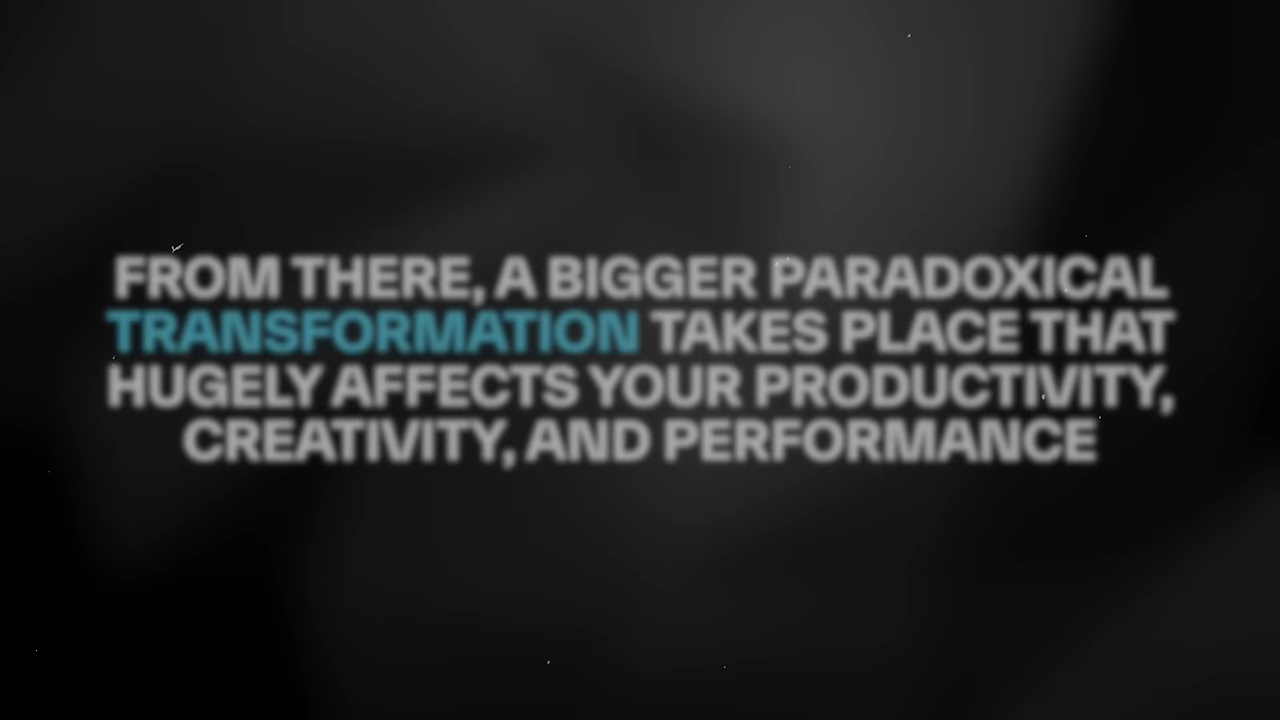 FROM THERE, A BIGGER PARADOXICAL
TRANSFORMATION TAKES PLACE THAT
HUGELY AFFECTS YOUR PRODUCTIVITY,
CREATIVITY, AND PERFORMANCE